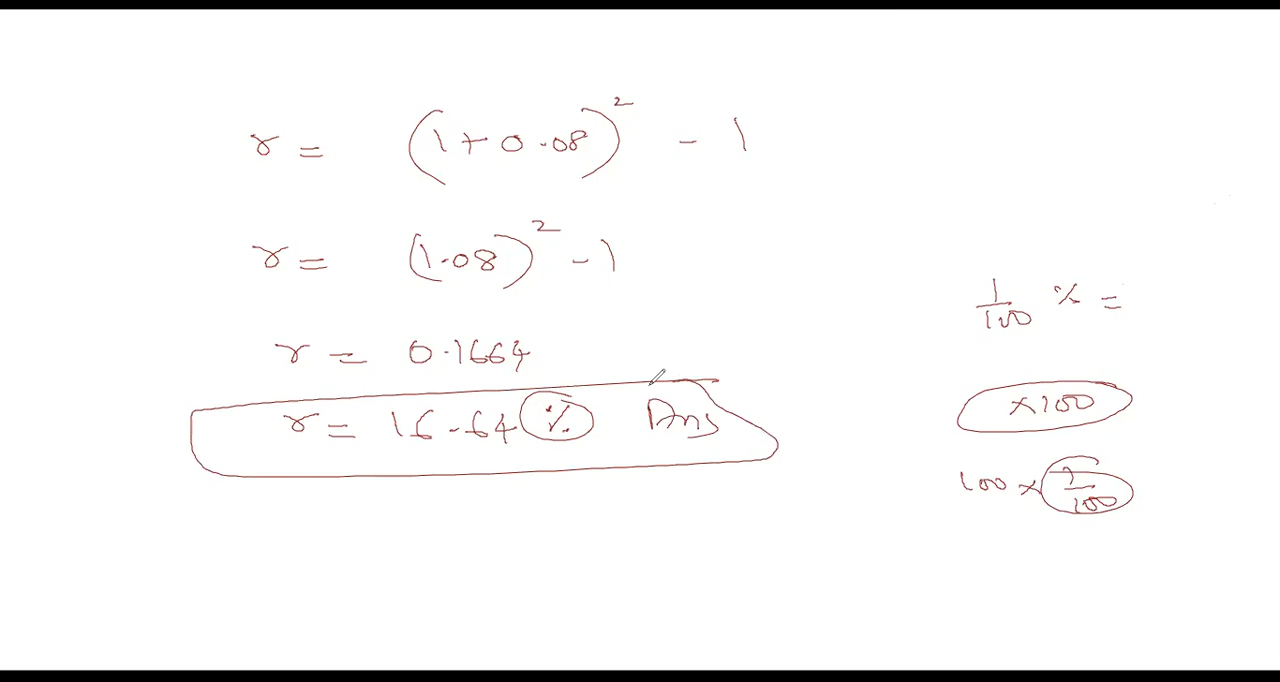 r = (1+0.08)² - 1
r = (1.08)² - 1
r = 0.1664
r = 16.64 % Ans
1/100 % =
×100
100 × 1/100